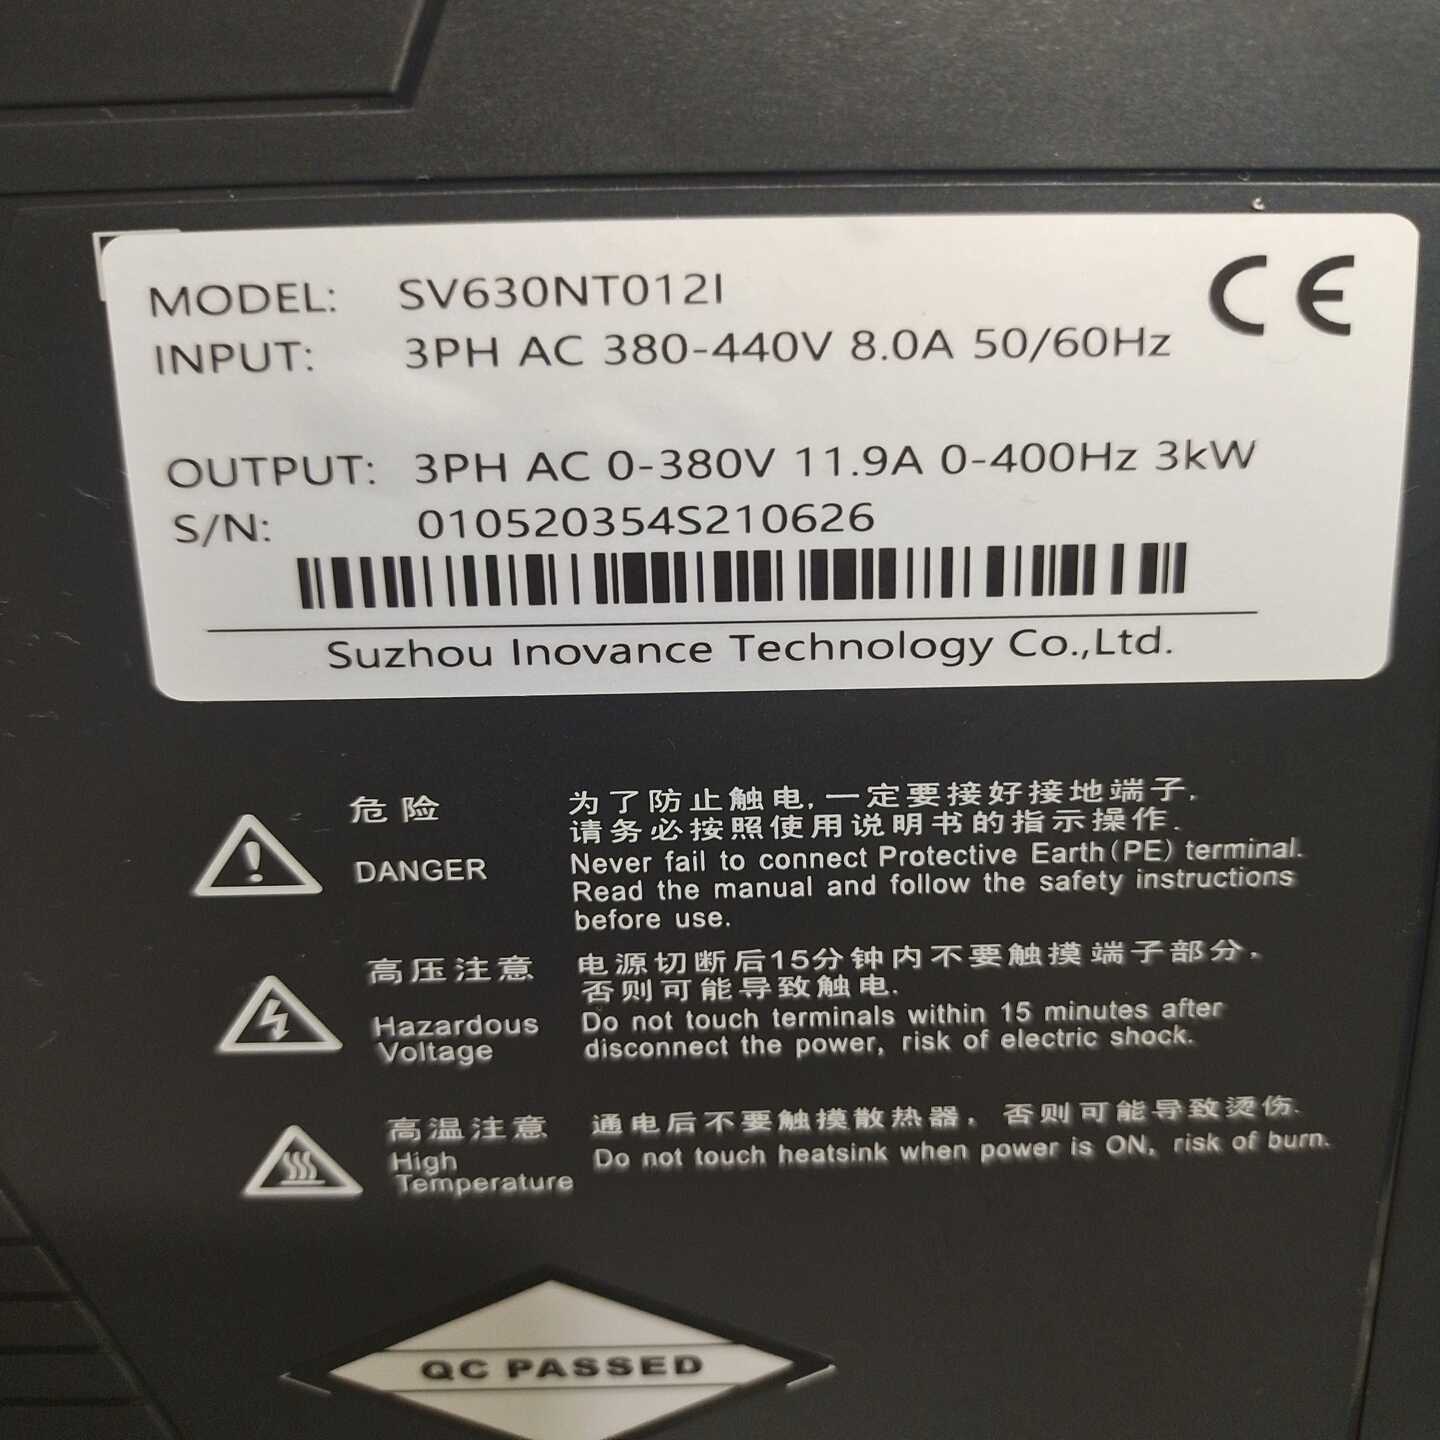 MODEL: SV630NT012I
INPUT: 3PH AC 380-440V 8.0A 50/60Hz
OUTPUT: 3PH AC 0-380V 11.9A 0-400Hz 3kW
S/N: 010520354S210626
Suzhou Inovance Technology Co.,Ltd.
CE
危险
DANGER
为了防止触电,一定要接好接地端子,
请务必按照使用说明书的指示操作.
Never fail to connect Protective Earth(PE) terminal.
Read the manual and follow the safety instructions
before use.
高压注意
Hazardous
Voltage
电源切断后15分钟内不要触摸端子部分,
否则可能导致触电.
Do not touch terminals within 15 minutes after
disconnect the power, risk of electric shock.
高温注意
High
Temperature
通电后不要触摸散热器，否则可能导致烫伤.
Do not touch heatsink when power is ON, risk of burn.
QC PASSED